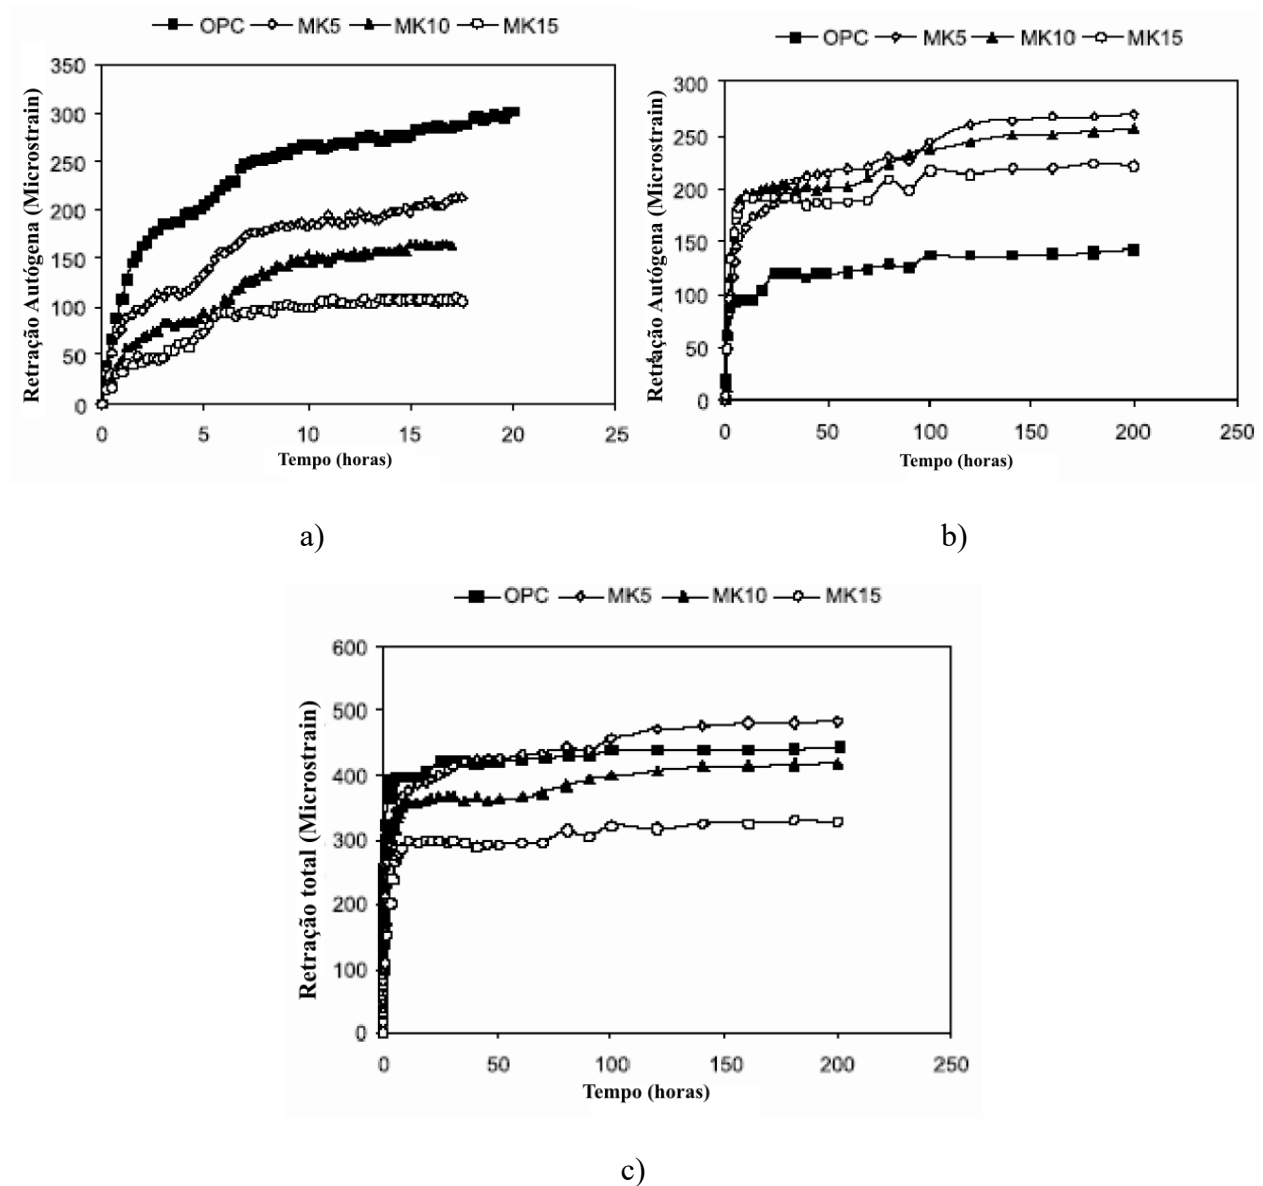 OPC MK5 MK10 MK15
350
300
250
200
150
100
50
0
Retração Autógena (Microstrain)
0 5 10 15 20 25
Tempo (horas)
a)
OPC MK5 MK10 MK15
300
250
200
150
100
50
0
Retração Autógena (Microstrain)
0 50 100 150 200 250
Tempo (horas)
b)
OPC MK5 MK10 MK15
600
500
400
300
200
100
0
Retração total (Microstrain)
0 50 100 150 200 250
Tempo (horas)
c)